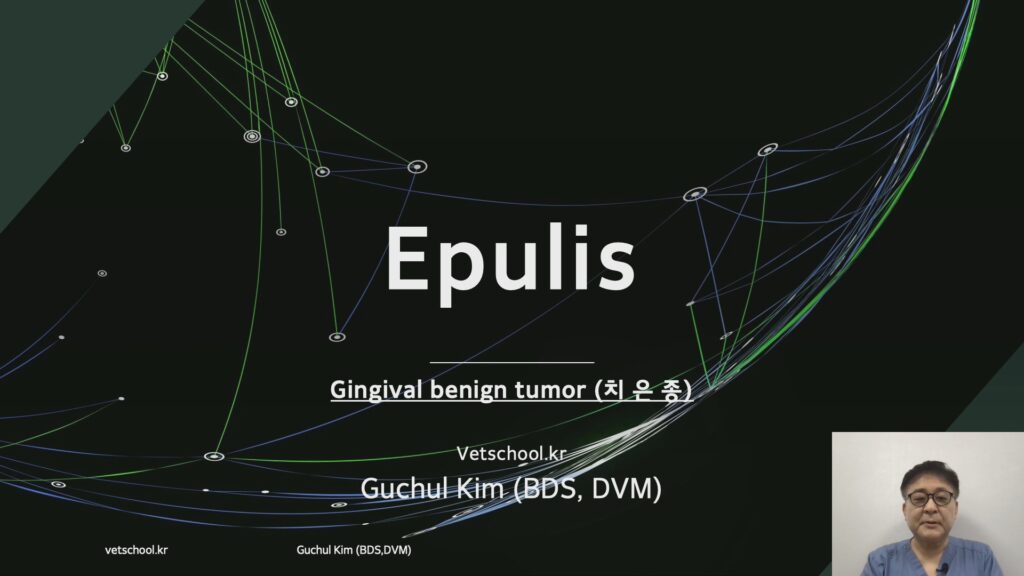 Epulis
Gingival benign tumor (치 은 종)
Vetschool.kr
Guchul Kim (BDS, DVM)
vetschool.kr
Guchul Kim (BDS,DVM)